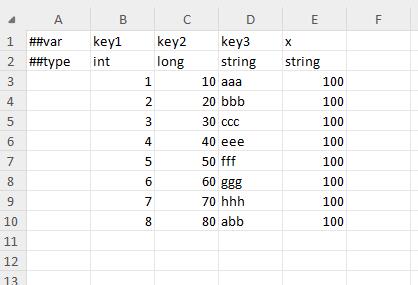 A B C D E F
1 ##var key1 key2 key3 x
2 ##type int long string string
3 1 10 aaa 100
4 2 20 bbb 100
5 3 30 ccc 100
6 4 40 eee 100
7 5 50 fff 100
8 6 60 ggg 100
9 7 70 hhh 100
10 8 80 abb 100
11
12
13